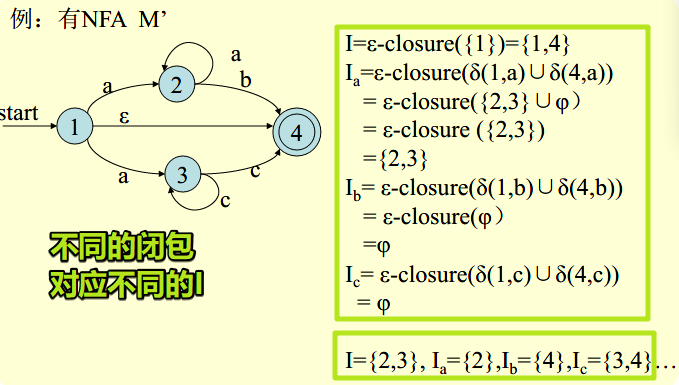 例：有NFA M’
start
1
a
2
a
b
ε
4
a
3
c
c
不同的闭包
对应不同的I
I=ε-closure({1})={1,4}
Iₐ=ε-closure(δ(1,a)∪δ(4,a))
= ε-closure({2,3}∪φ）
= ε-closure ({2,3})
={2,3}
I_b= ε-closure(δ(1,b)∪δ(4,b))
= ε-closure(φ）
=φ
I_c= ε-closure(δ(1,c)∪δ(4,c))
= φ
I={2,3}, Iₐ={2},I_b={4},I_c={3,4}…